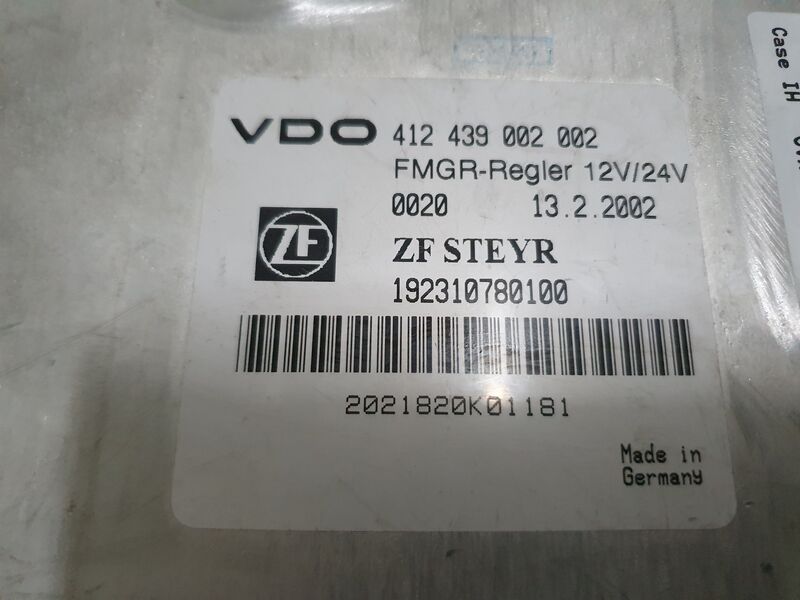 VDO 412 439 002 002
FMGR-Regler 12V/24V
0020 13.2.2002
ZF ZF STEYR
192310780100
2021820K01181
Made in
Germany
Case IH